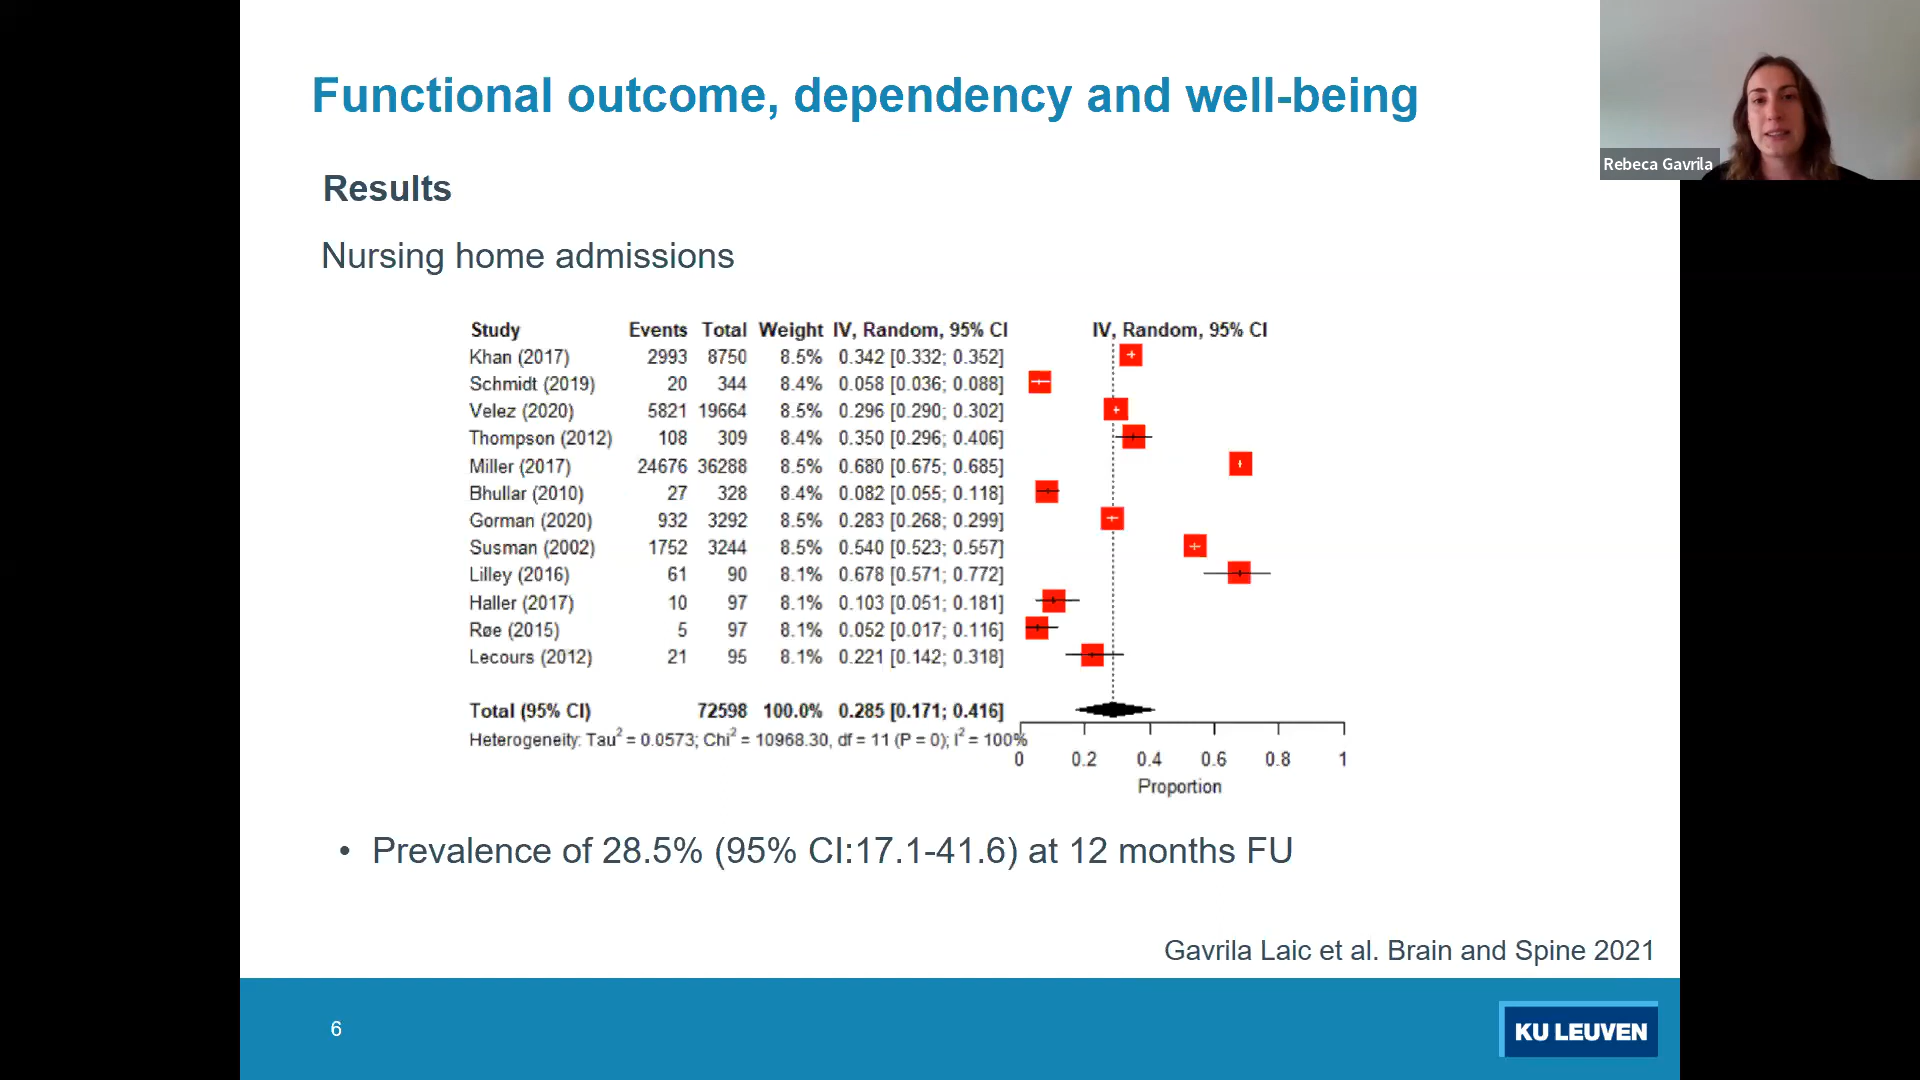 Functional outcome, dependency and well-being
Rebeca Gavrila
Results
Nursing home admissions
Study Events Total Weight IV, Random, 95% CI IV, Random, 95% CI
Khan (2017) 2993 8750 8.5% 0.342 [0.332; 0.352]
Schmidt (2019) 20 344 8.4% 0.058 [0.036; 0.088]
Velez (2020) 5821 19664 8.5% 0.296 [0.290; 0.302]
Thompson (2012) 108 309 8.4% 0.350 [0.296; 0.406]
Miller (2017) 24676 36288 8.5% 0.680 [0.675; 0.685]
Bhullar (2010) 27 328 8.4% 0.082 [0.055; 0.118]
Gorman (2020) 932 3292 8.5% 0.283 [0.268; 0.299]
Susman (2002) 1752 3244 8.5% 0.540 [0.523; 0.557]
Lilley (2016) 61 90 8.1% 0.678 [0.571; 0.772]
Haller (2017) 10 97 8.1% 0.103 [0.051; 0.181]
Røe (2015) 5 97 8.1% 0.052 [0.017; 0.116]
Lecours (2012) 21 95 8.1% 0.221 [0.142; 0.318]
Total (95% CI) 72598 100.0% 0.285 [0.171; 0.416]
Heterogeneity: Tau² = 0.0573; Chi² = 10968.30, df = 11 (P = 0); I² = 100%
0 0.2 0.4 0.6 0.8 1
Proportion
• Prevalence of 28.5% (95% CI:17.1-41.6) at 12 months FU
Gavrila Laic et al. Brain and Spine 2021
6
KU LEUVEN